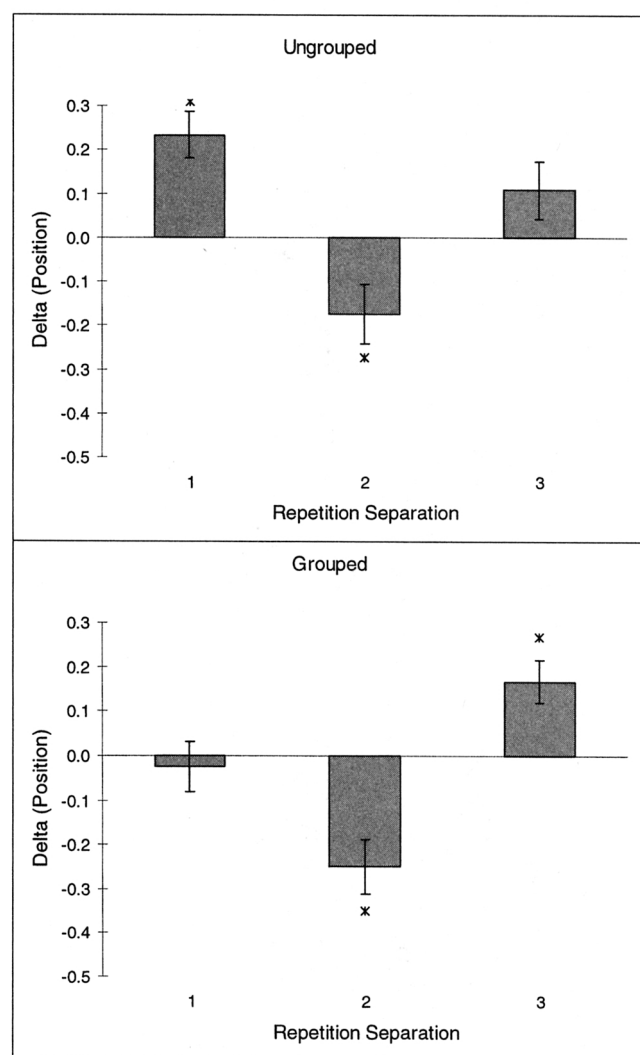 Ungrouped
*
0.3
0.2
0.1
0.0
-0.1
-0.2
-0.3
-0.4
-0.5
*
Delta (Position)
1 2 3
Repetition Separation
Grouped
0.3
0.2
0.1
0.0
-0.1
-0.2
-0.3
-0.4
-0.5
*
*
Delta (Position)
1 2 3
Repetition Separation